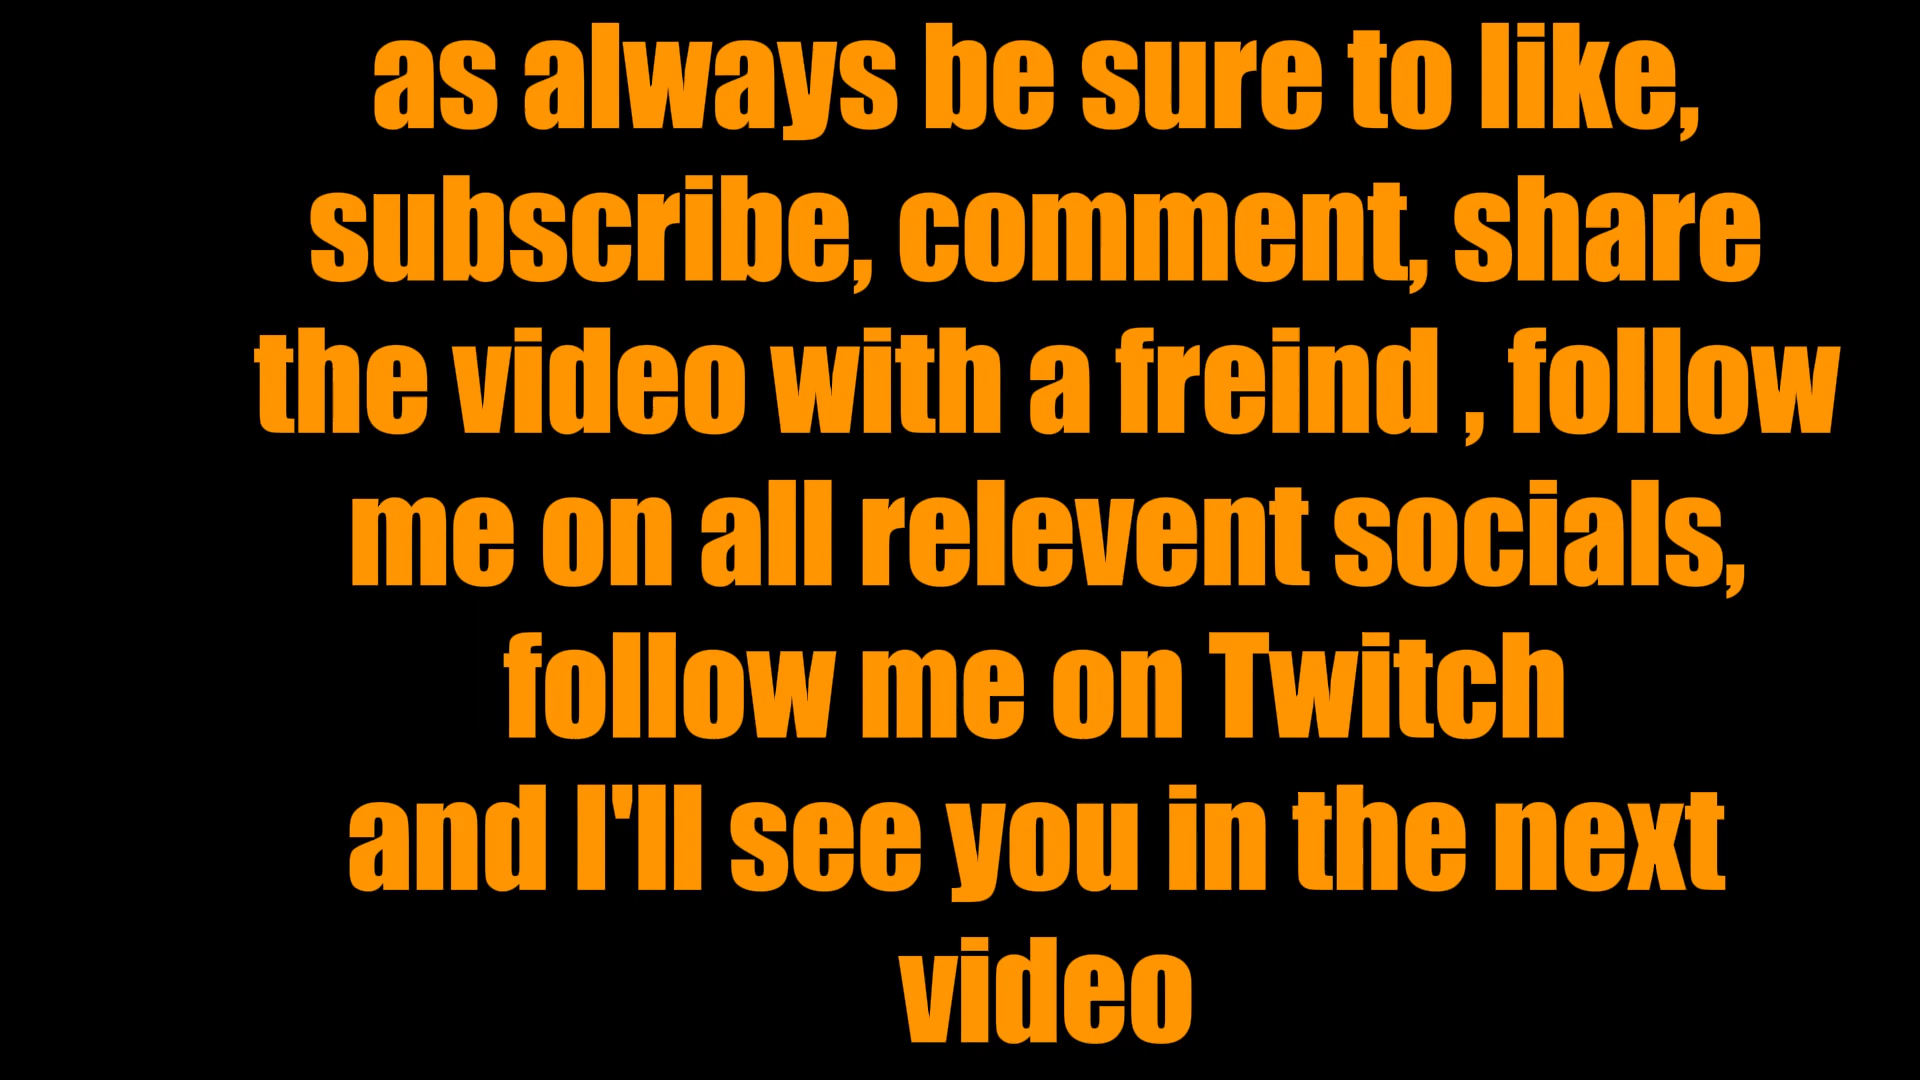 as always be sure to like,
subscribe, comment, share
the video with a freind , follow
me on all relevent socials,
follow me on Twitch
and I'll see you in the next
video